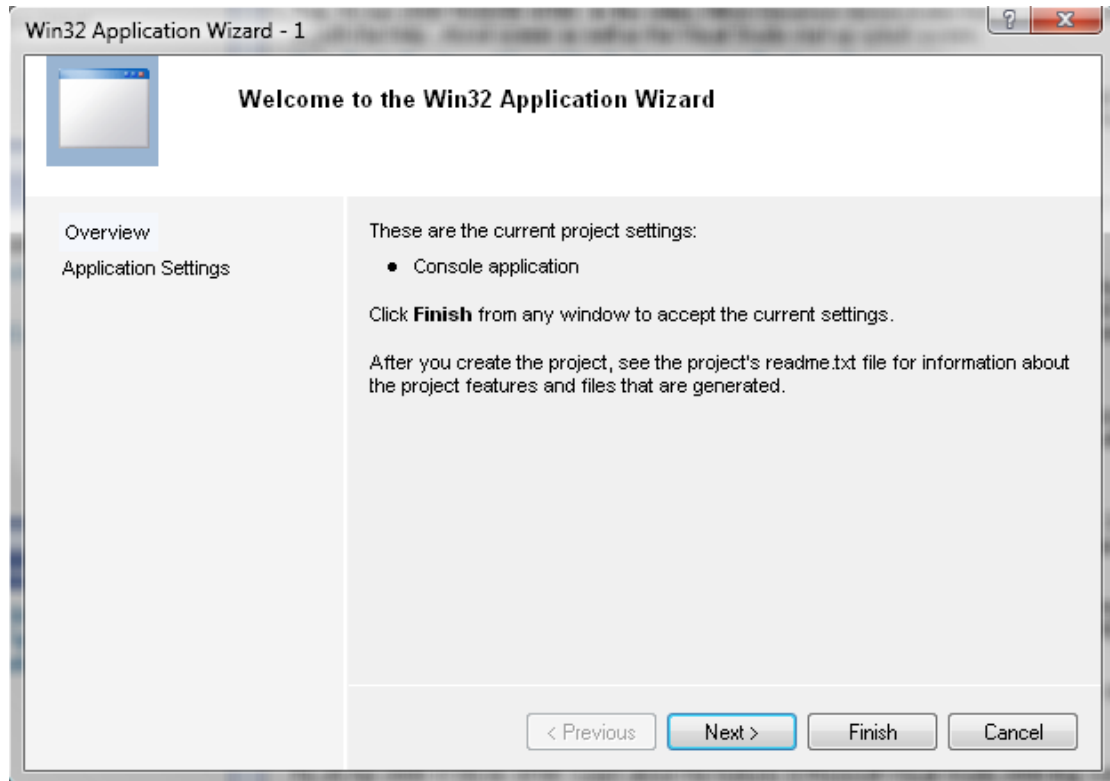 Win32 Application Wizard - 1
Welcome to the Win32 Application Wizard
Overview
Application Settings
These are the current project settings:
● Console application
Click Finish from any window to accept the current settings.
After you create the project, see the project's readme.txt file for information about
the project features and files that are generated.
< Previous
Next >
Finish
Cancel